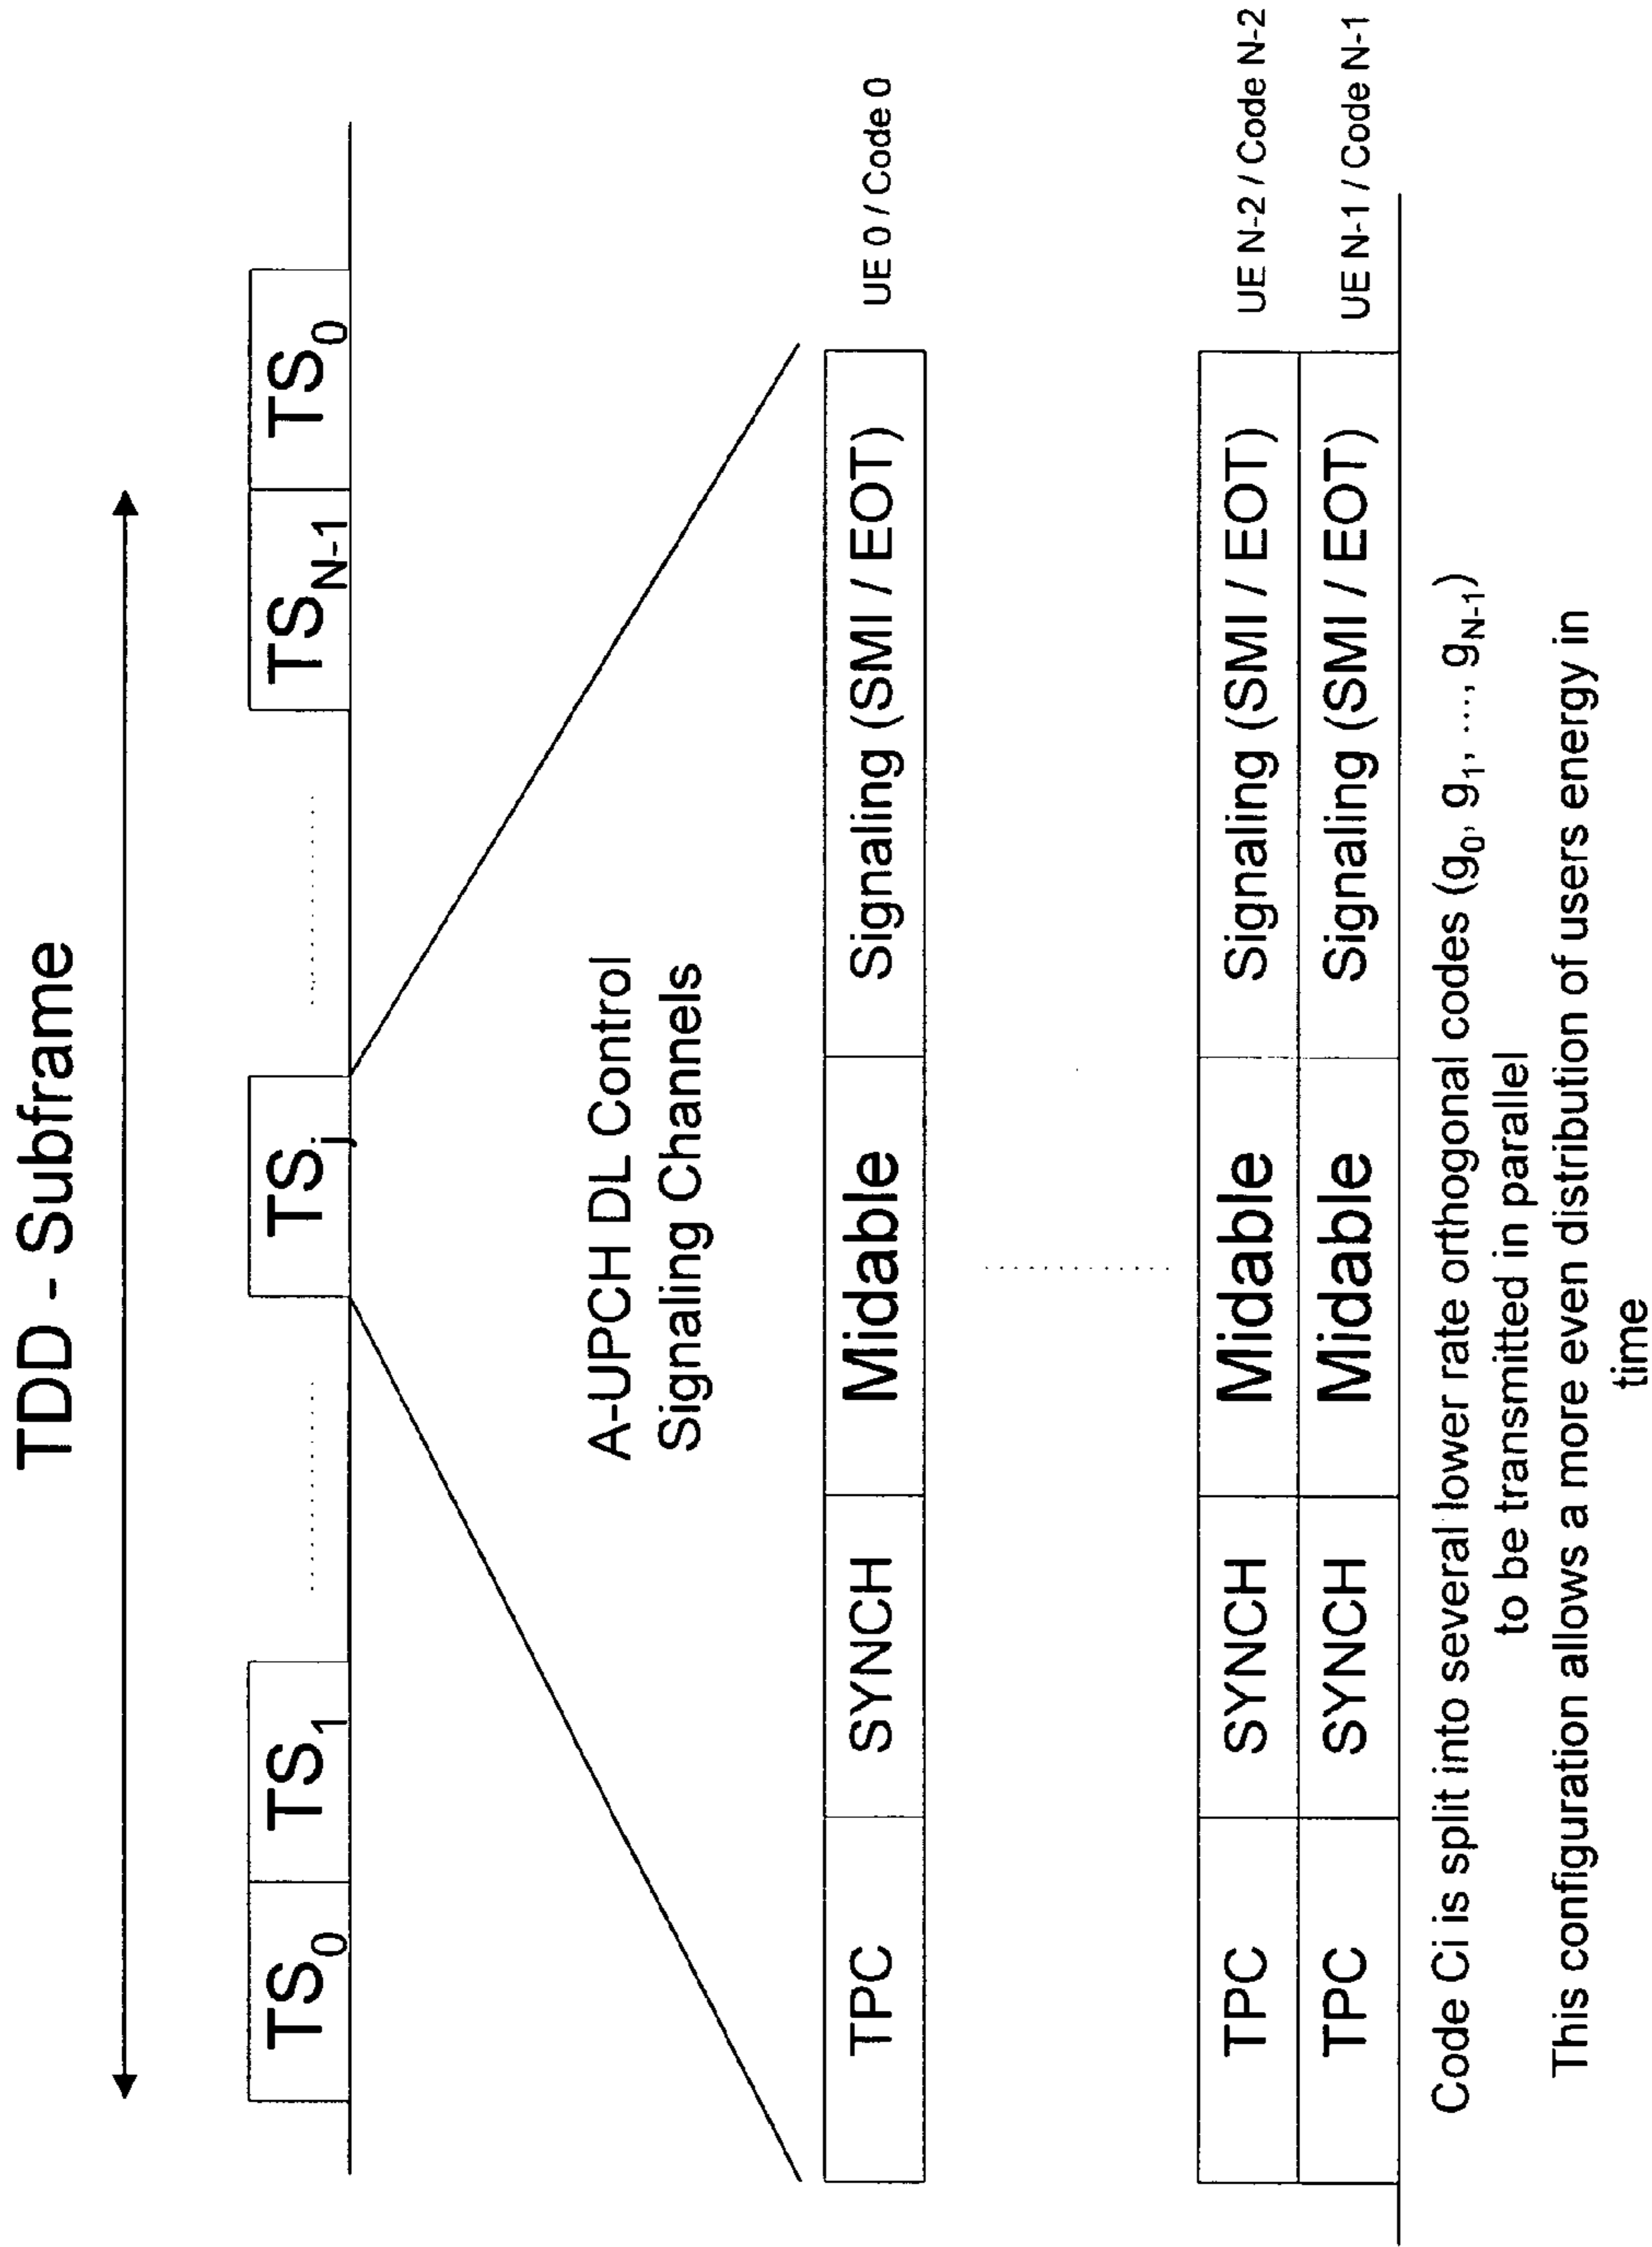 TDD - Subframe
TS0 TS1 ........... TSj ........... TSN-1 TS0
A-UPCH DL Control
Signaling Channels
TPC SYNCH Midable Signaling (SMI / EOT) UE 0 / Code 0
TPC SYNCH Midable Signaling (SMI / EOT) UE N-2 / Code N-2
TPC SYNCH Midable Signaling (SMI / EOT) UE N-1 / Code N-1
Code Ci is split into several lower rate orthogonal codes (g0, g1, ..., gN-1)
to be transmitted in parallel
This configuration allows a more even distribution of users energy in
time